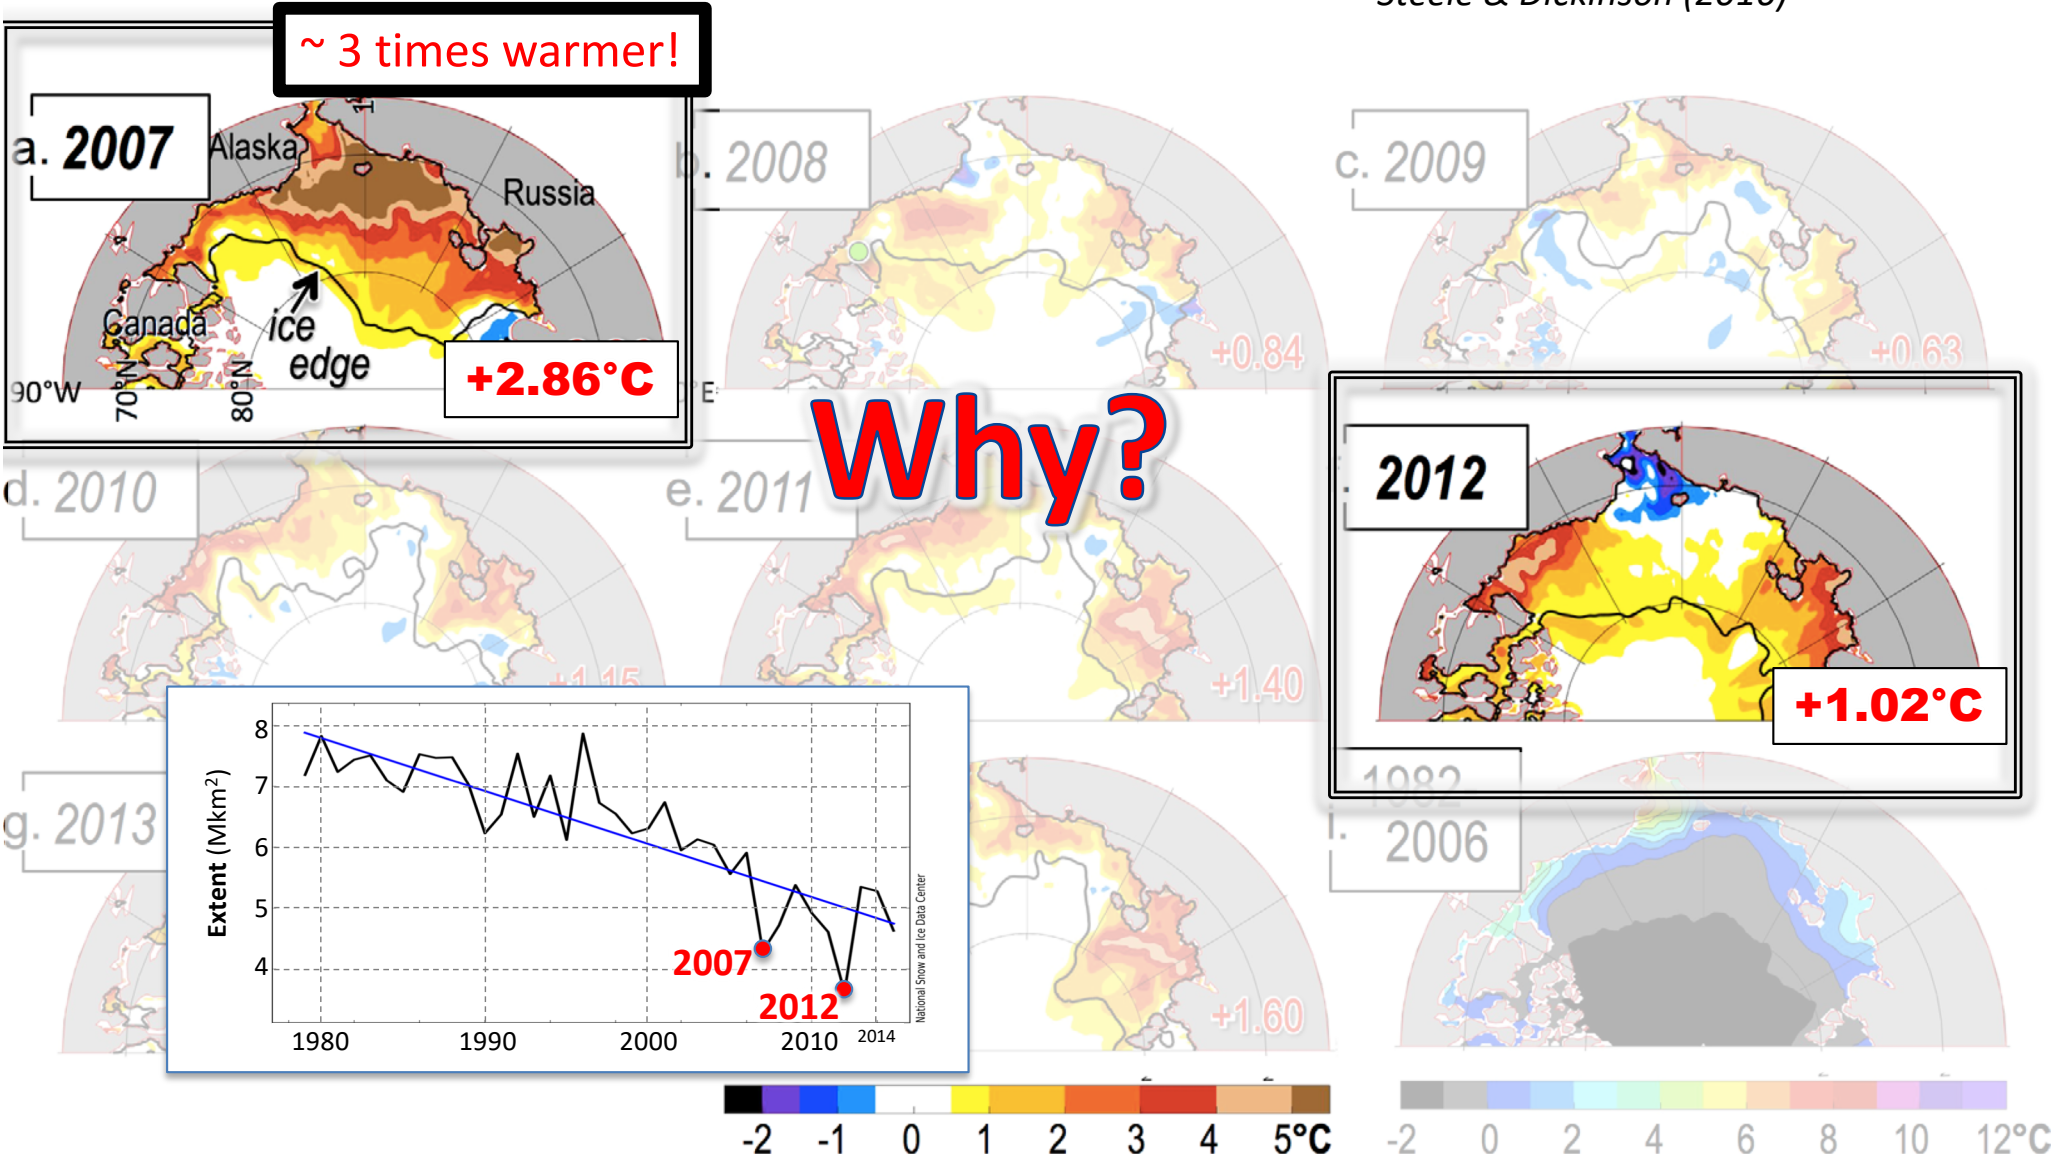 Steele & Dickinson (2016)
~ 3 times warmer!
a. 2007
Alaska
Russia
Canada
ice
edge
90°W
70°N
80°N
+2.86°C
b. 2008
+0.84
c. 2009
+0.63
Why?
d. 2010
+1.15
e. 2011
+1.40
2012
+1.02°C
g. 2013
+1.60
i. 1982-
2006
Extent (Mkm²)
8
7
6
5
4
2007
2012
1980
1990
2000
2010
2014
National Snow and Ice Data Center
-2 -1 0 1 2 3 4 5°C
-2 0 2 4 6 8 10 12°C